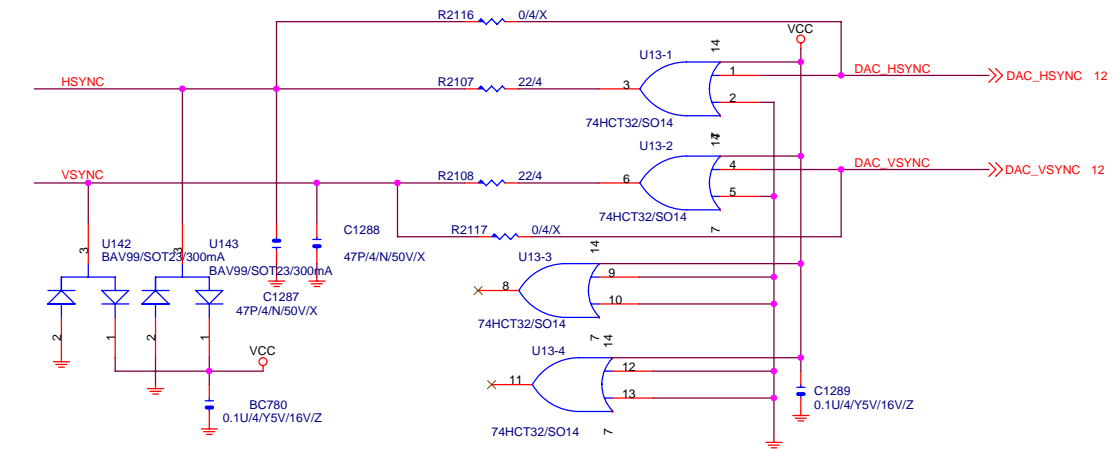 R2116 0/4/X
VCC
14
U13-1
HSYNC R2107 22/4 3 1 DAC_HSYNC DAC_HSYNC 12
2
74HCT32/SO14
7
14
U13-2
VSYNC R2108 22/4 6 4 DAC_VSYNC DAC_VSYNC 12
5
74HCT32/SO14
R2117 0/4/X 7
C1288
47P/4/N/50V/X
3 U142
BAV99/SOT23/300mA
3 U143
BAV99/SOT23/300mA
14
U13-3
9
8
10
C1287
47P/4/N/50V/X
74HCT32/SO14
7
2 1 2 1
VCC
14
U13-4
12
11
13
C1289
0.1U/4/Y5V/16V/Z
BC780
0.1U/4/Y5V/16V/Z
74HCT32/SO14
7